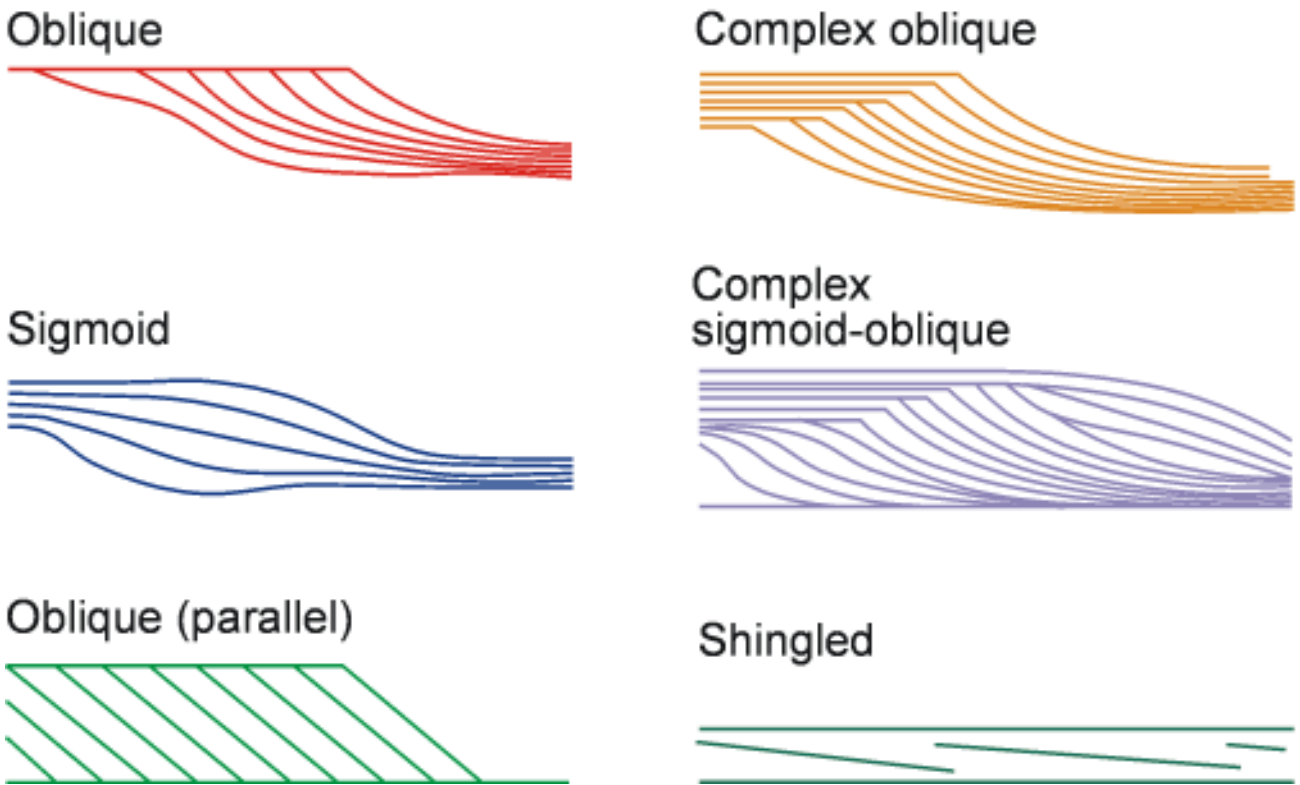 Oblique
Complex oblique
Sigmoid
Complex
sigmoid-oblique
Oblique (parallel)
Shingled